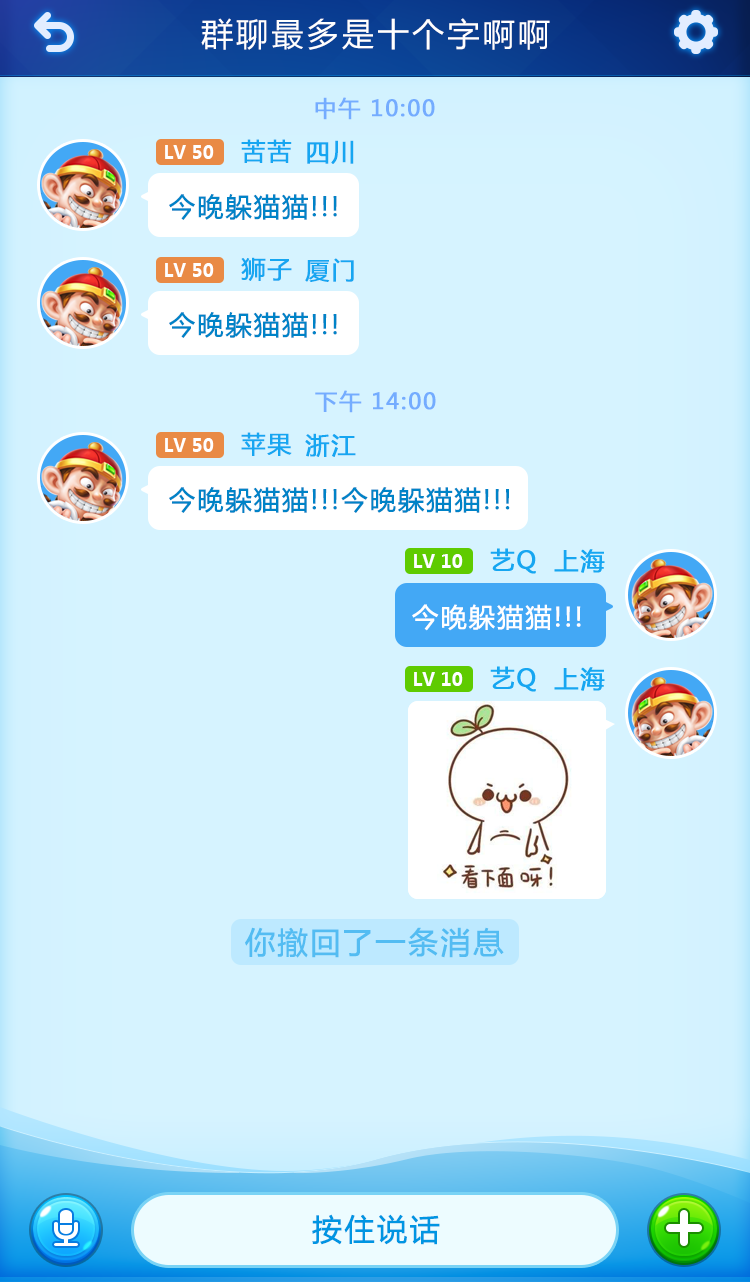 群聊最多是十个字啊啊
中午 10:00
LV 50 苦苦 四川
今晚躲猫猫!!!
LV 50 狮子 厦门
今晚躲猫猫!!!
下午 14:00
LV 50 苹果 浙江
今晚躲猫猫!!!今晚躲猫猫!!!
LV 10 艺Q 上海
今晚躲猫猫!!!
LV 10 艺Q 上海
看下面呀!
你撤回了一条消息
按住说话